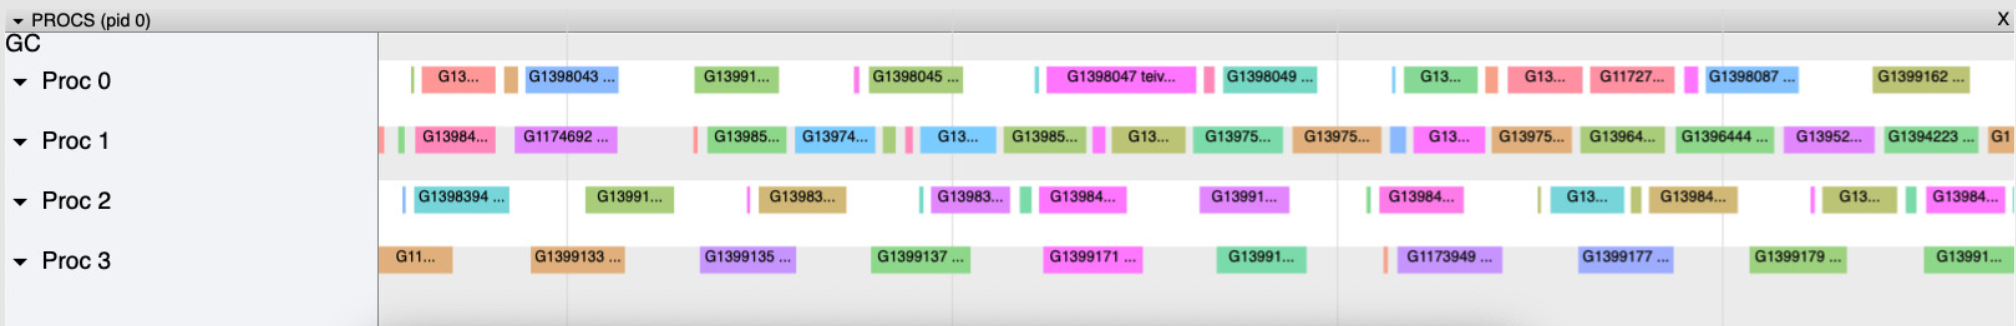 PROCS (pid 0) X
GC
Proc 0 G13... G1398043 ... G13991... G1398045 ... G1398047 teiv... G1398049 ... G13... G13... G11727... G1398087 ... G1399162 ...
Proc 1 G13984... G1174692 ... G13985... G13974... G13... G13985... G13... G13975... G13975... G13... G13975... G13964... G1396444 ... G13952... G1394223 ... G1
Proc 2 G1398394 ... G13991... G13983... G13983... G13984... G13991... G13984... G13... G13984... G13... G13984...
Proc 3 G11... G1399133 ... G1399135 ... G1399137 ... G1399171 ... G13991... G1173949 ... G1399177 ... G1399179 ... G13991...